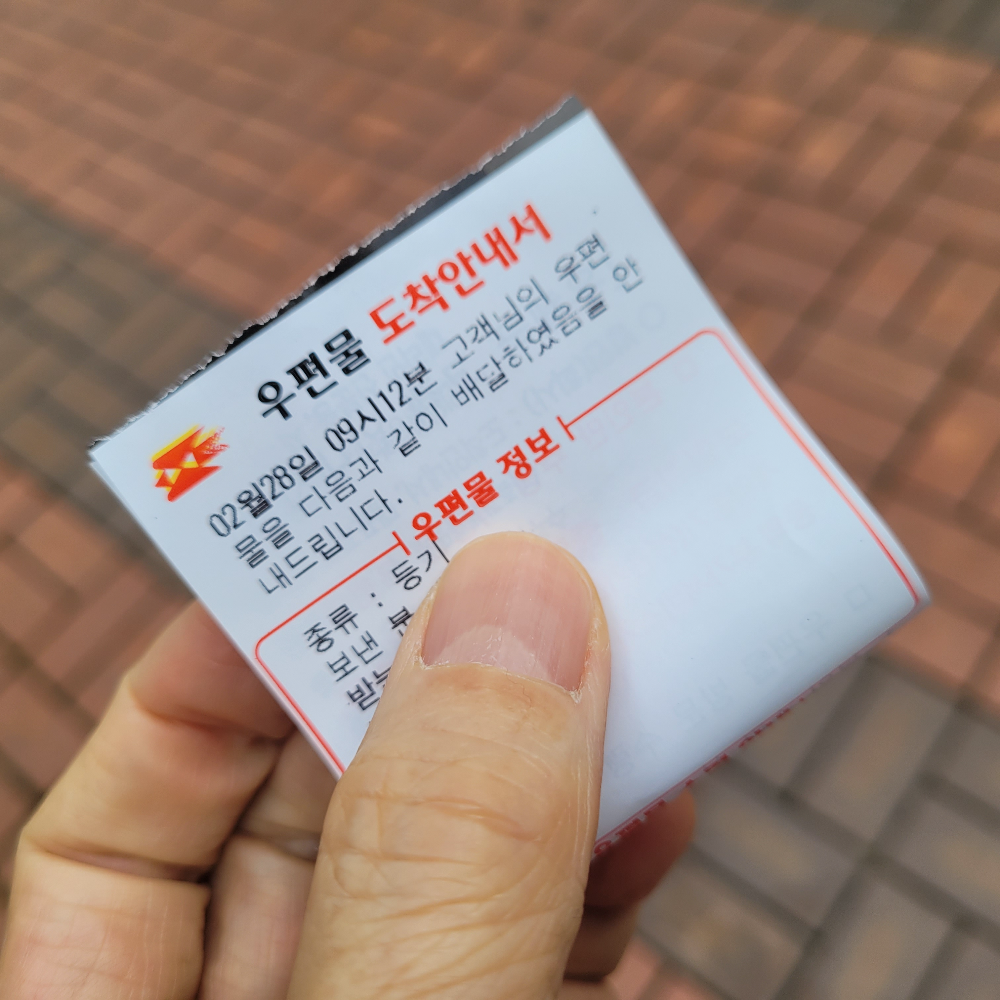 우편물 도착안내서
02월28일 09시12분 고객님의 우편
물을 다음과 같이 배달하였음을 안
내드립니다.
우편물 정보
종류 : 등기
보낸